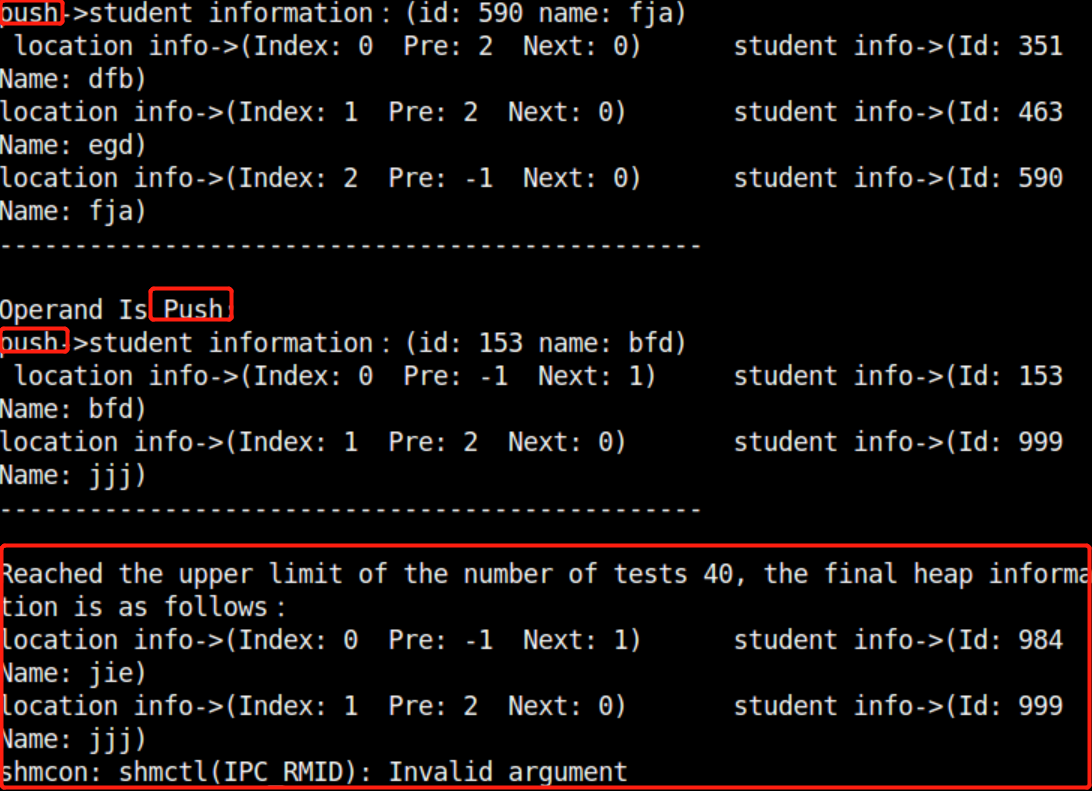 push->student information：(id: 590 name: fja)
 location info->(Index: 0  Pre: 2  Next: 0)      student info->(Id: 351
Name: dfb)
location info->(Index: 1  Pre: 2  Next: 0)       student info->(Id: 463
Name: egd)
location info->(Index: 2  Pre: -1  Next: 0)      student info->(Id: 590
Name: fja)
-----------------------------------------------
Operand Is Push:
push->student information：(id: 153 name: bfd)
 location info->(Index: 0  Pre: -1  Next: 1)     student info->(Id: 153
Name: bfd)
location info->(Index: 1  Pre: 2  Next: 0)       student info->(Id: 999
Name: jjj)
-----------------------------------------------
Reached the upper limit of the number of tests 40, the final heap informa
tion is as follows：
location info->(Index: 0  Pre: -1  Next: 1)      student info->(Id: 984
Name: jie)
location info->(Index: 1  Pre: 2  Next: 0)       student info->(Id: 999
Name: jjj)
shmcon: shmctl(IPC_RMID): Invalid argument